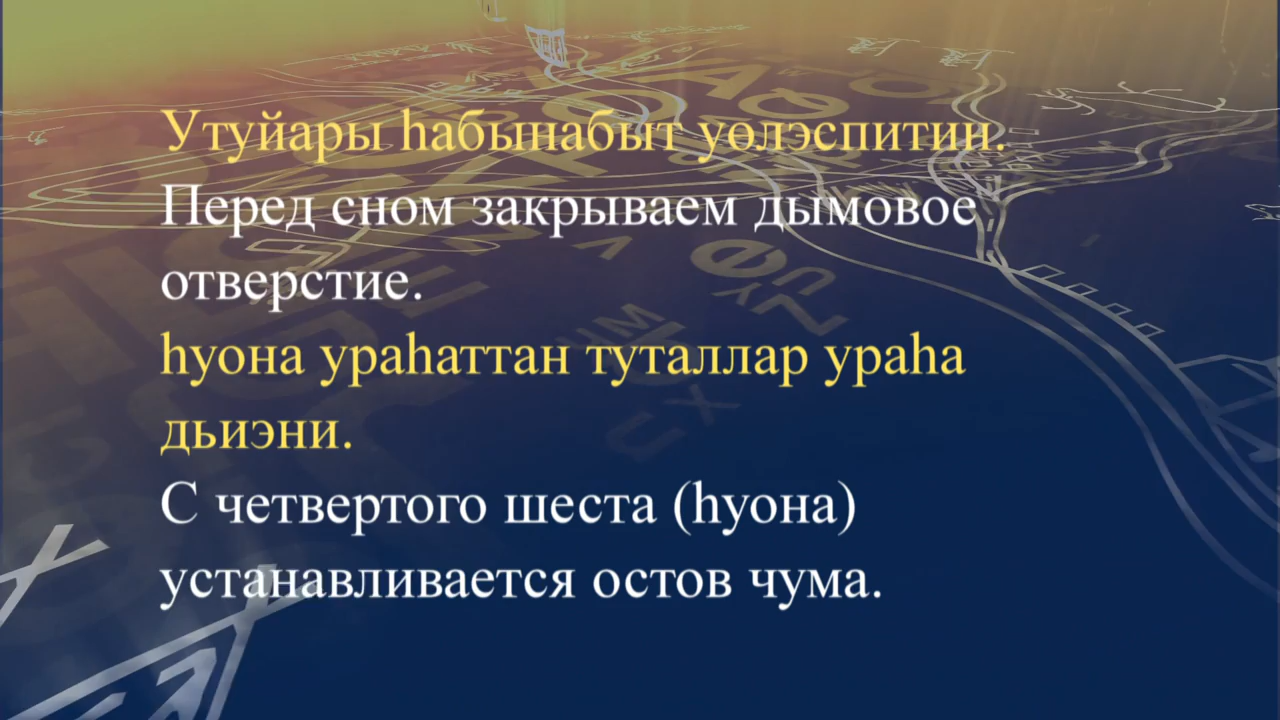 Утуйары һабынабыт уолэспитин.
Перед сном закрываем дымовое
отверстие.
һуона ураһаттан туталлар ураһа
дьиэни.
С четвертого шеста (һуона)
устанавливается остов чума.